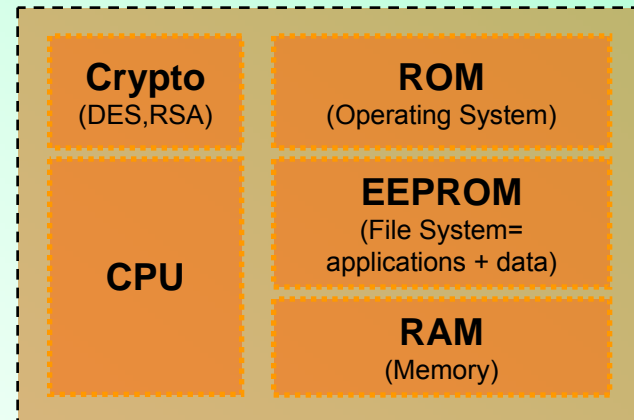 Crypto
(DES,RSA)
CPU
ROM
(Operating System)
EEPROM
(File System=
applications + data)
RAM
(Memory)